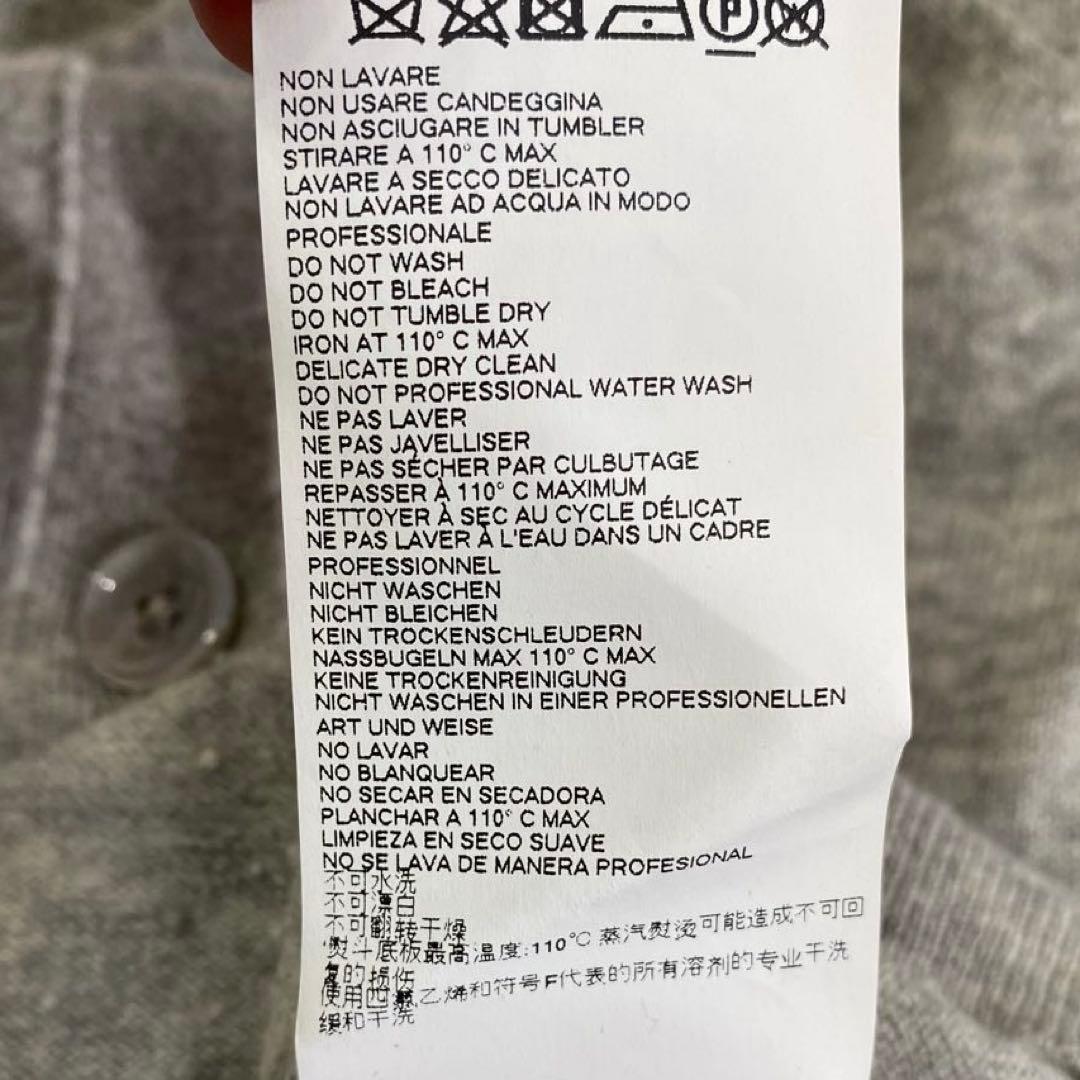 P
NON LAVARE
NON USARE CANDEGGINA
NON ASCIUGARE IN TUMBLER
STIRARE A 110° C MAX
LAVARE A SECCO DELICATO
NON LAVARE AD ACQUA IN MODO
PROFESSIONALE
DO NOT WASH
DO NOT BLEACH
DO NOT TUMBLE DRY
IRON AT 110° C MAX
DELICATE DRY CLEAN
DO NOT PROFESSIONAL WATER WASH
NE PAS LAVER
NE PAS JAVELLISER
NE PAS SÉCHER PAR CULBUTAGE
REPASSER À 110° C MAXIMUM
NETTOYER À SEC AU CYCLE DÉLICAT
NE PAS LAVER À L'EAU DANS UN CADRE
PROFESSIONNEL
NICHT WASCHEN
NICHT BLEICHEN
KEIN TROCKENSCHLEUDERN
NASSBUGELN MAX 110° C MAX
KEINE TROCKENREINIGUNG
NICHT WASCHEN IN EINER PROFESSIONELLEN
ART UND WEISE
NO LAVAR
NO BLANQUEAR
NO SECAR EN SECADORA
PLANCHAR A 110° C MAX
LIMPIEZA EN SECO SUAVE
NO SE LAVA DE MANERA PROFESIONAL
不可水洗
不可漂白
不可翻转干燥
熨斗底板最高温度:110℃ 蒸汽熨烫可能造成不可回
复的损伤
使用四氯乙烯和符号F代表的所有溶剂的专业干洗
缓和干洗